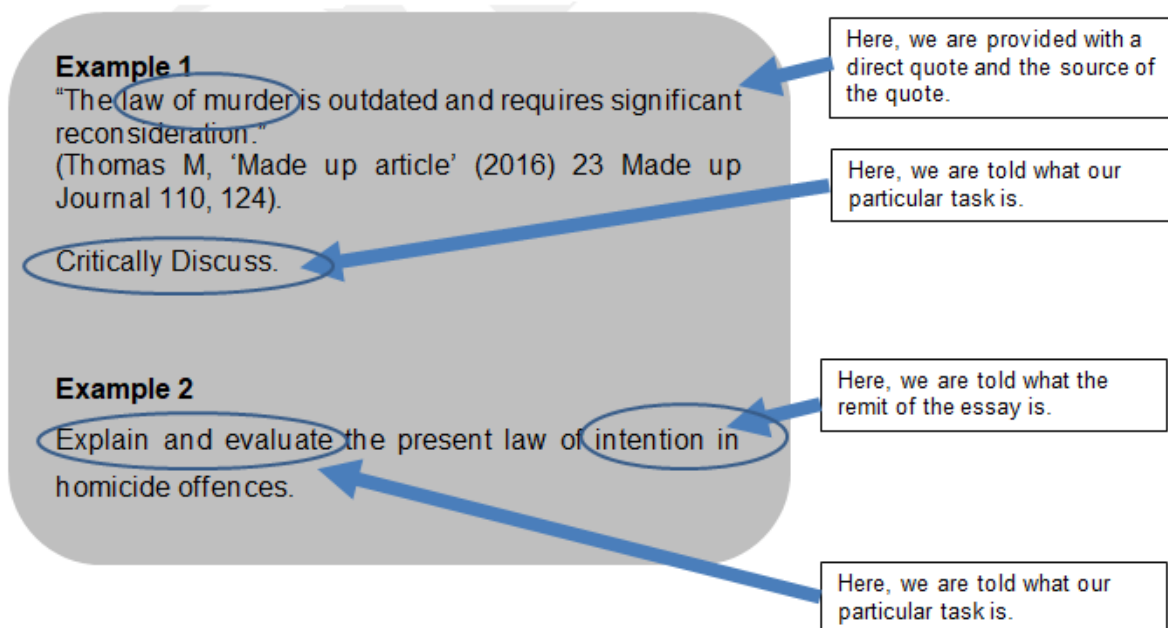 Example 1
“The law of murder is outdated and requires significant
reconsideration.”
(Thomas M, ‘Made up article’ (2016) 23 Made up
Journal 110, 124).
Critically Discuss.
Example 2
Explain and evaluate the present law of intention in
homicide offences.
Here, we are provided with a
direct quote and the source of
the quote.
Here, we are told what our
particular task is.
Here, we are told what the
remit of the essay is.
Here, we are told what our
particular task is.